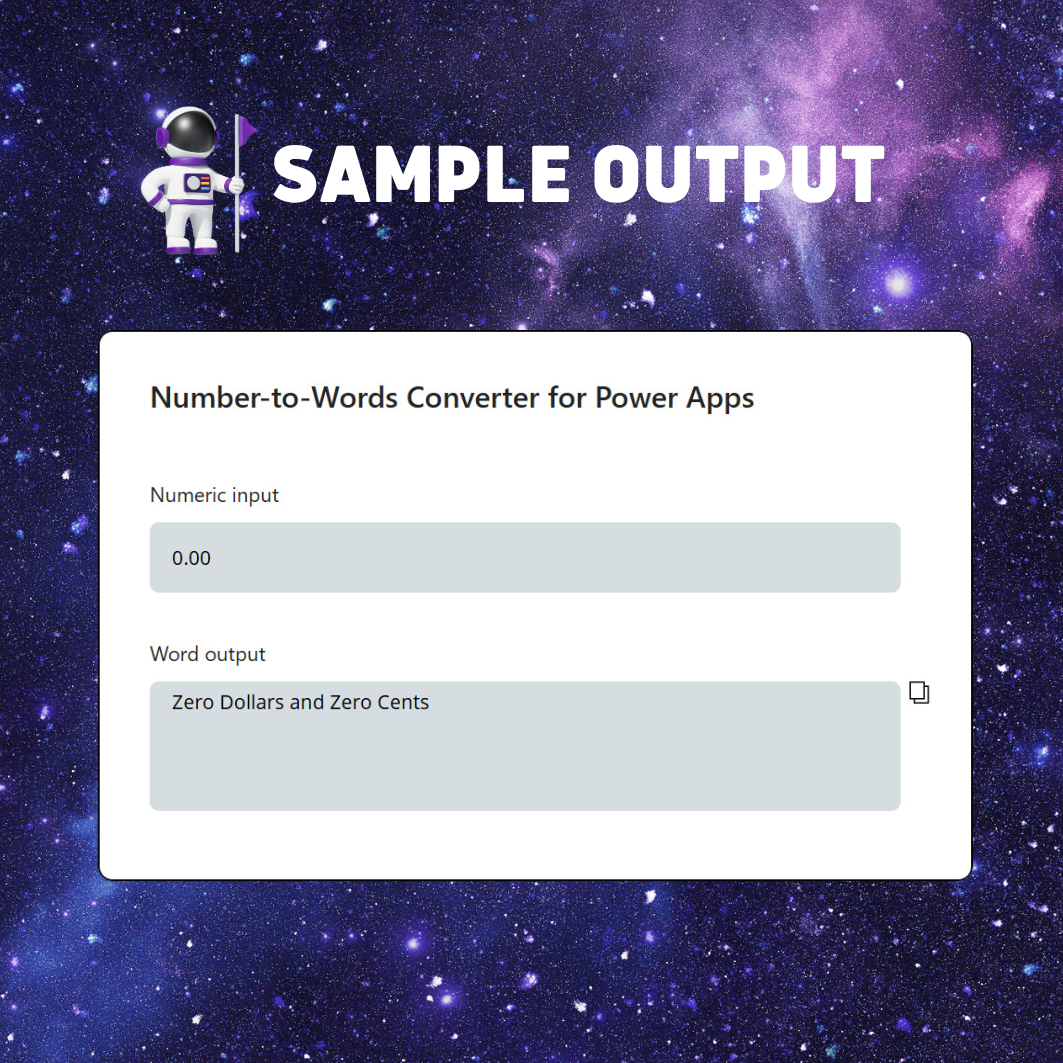 SAMPLE OUTPUT
Number-to-Words Converter for Power Apps
Numeric input
0.00
Word output
Zero Dollars and Zero Cents